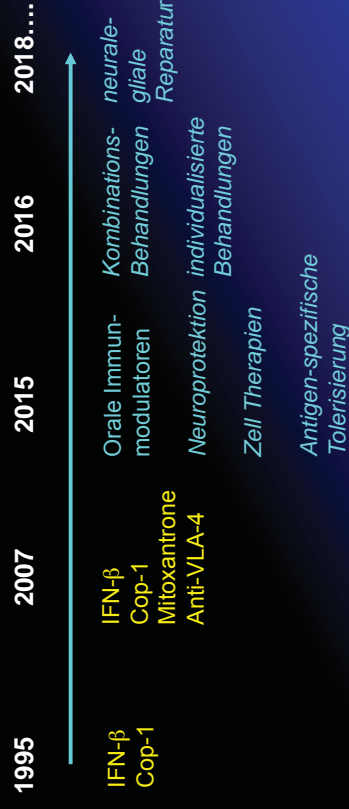 1995
2007
2015
2016
2018....
IFN-β
Cop-1
IFN-β
Cop-1
Mitoxantrone
Anti-VLA-4
Orale Immun-
modulatoren
Neuroprotektion
Zell Therapien
Antigen-spezifische
Tolerisierung
Kombinations-
Behandlungen
individualisierte
Behandlungen
neurale-
gliale
Reparatur